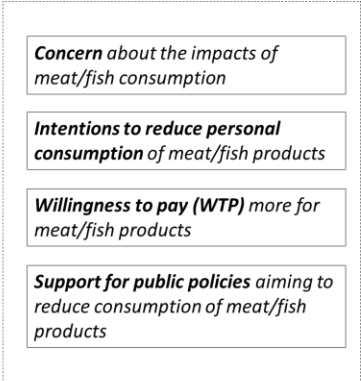 Concern about the impacts of
meat/fish consumption
Intentions to reduce personal
consumption of meat/fish products
Willingness to pay (WTP) more for
meat/fish products
Support for public policies aiming to
reduce consumption of meat/fish
products